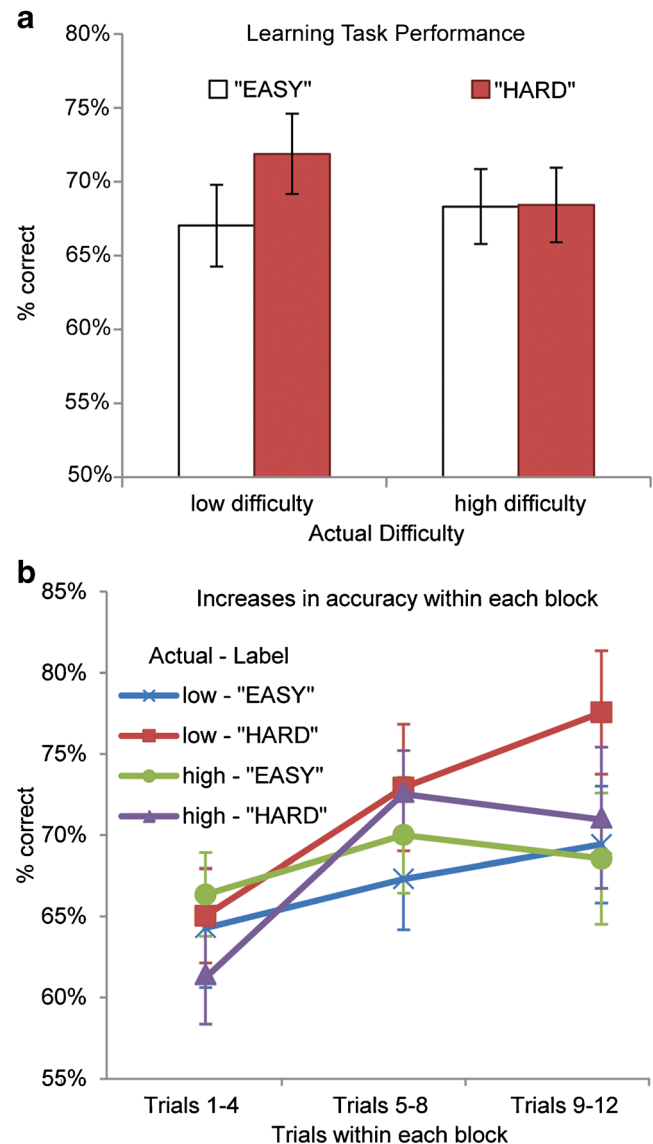 a
80%
Learning Task Performance
"EASY" "HARD"
75%
70%
65%
60%
55%
50%
% correct
low difficulty high difficulty
Actual Difficulty
b
85%
Increases in accuracy within each block
Actual - Label
low - "EASY"
low - "HARD"
high - "EASY"
high - "HARD"
80%
75%
70%
65%
60%
55%
% correct
Trials 1-4 Trials 5-8 Trials 9-12
Trials within each block